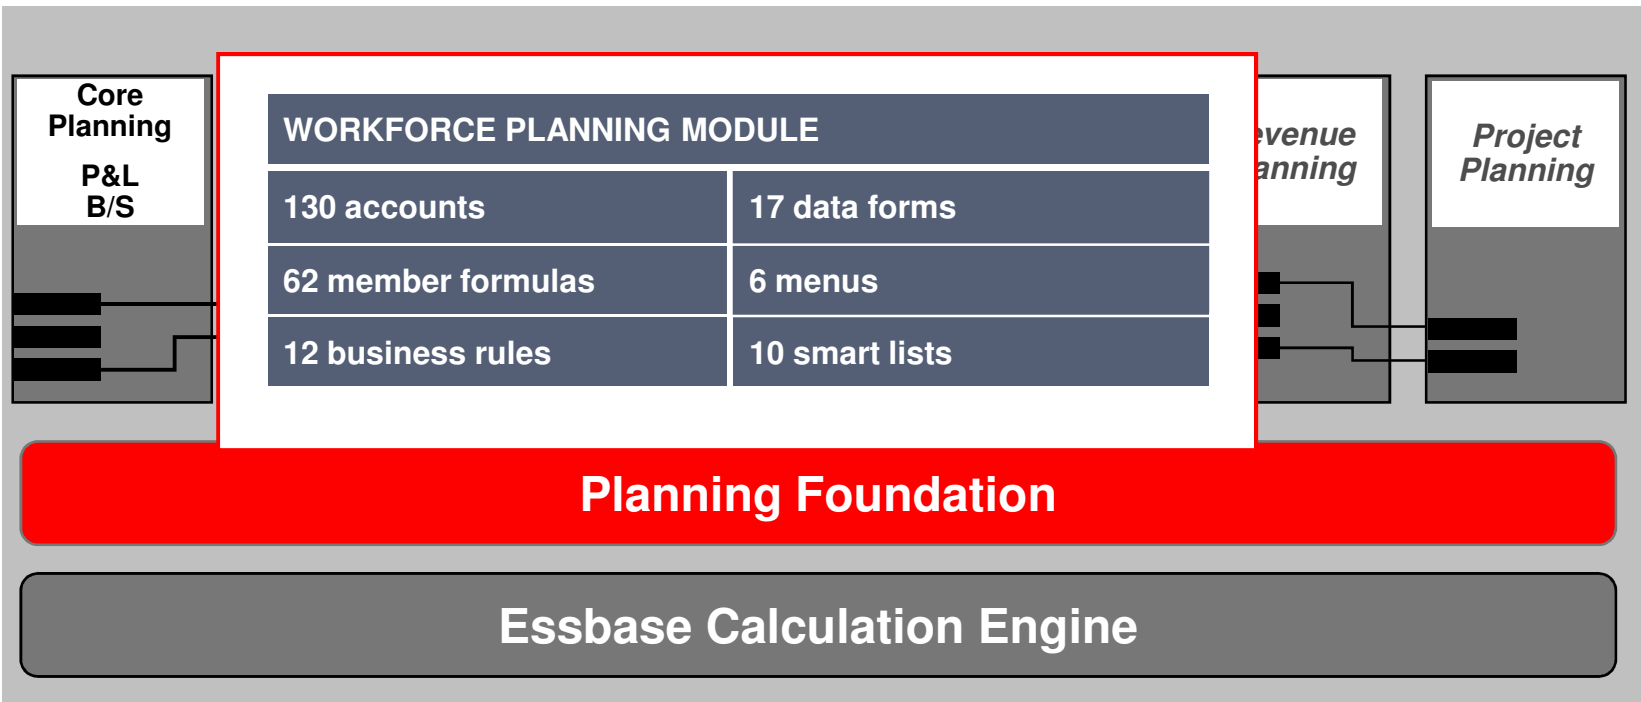 Core
Planning
P&L
B/S
WORKFORCE PLANNING MODULE
130 accounts
17 data forms
62 member formulas
6 menus
12 business rules
10 smart lists
Project
Planning
Planning Foundation
Essbase Calculation Engine